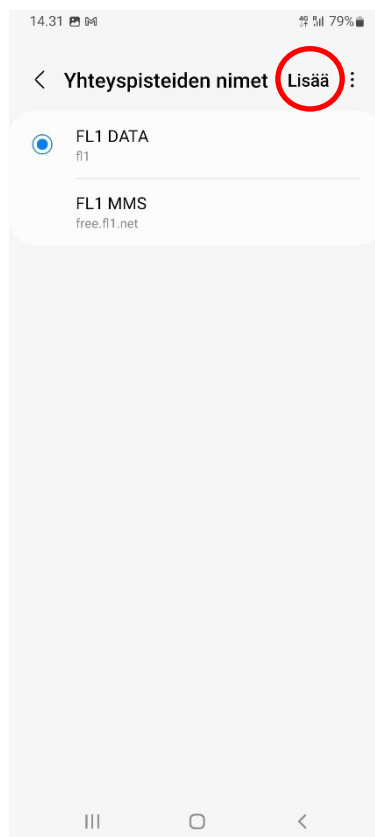 14.31 79%
Yhteyspisteiden nimet Lisää
FL1 DATA
fl1
FL1 MMS
free.fl1.net